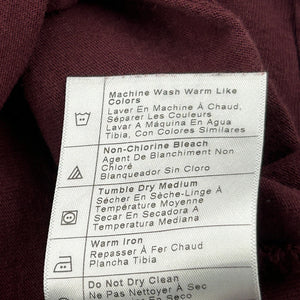 Machine Wash Warm Like
Colors
Laver En Machine À Chaud,
Séparer Les Couleurs
Lavar A Máquina En Agua
Tibia, Con Colores Similares
Non-Chlorine Bleach
Agent De Blanchiment Non
Chloré
Blanqueador Sin Cloro
Tumble Dry Medium
Sécher En Sèche-Linge À
Température Moyenne
Secar En Secadora A
Temperatura Media
Warm Iron
Repasser À Fer Chaud
Plancha Tibia
Do Not Dry Clean
Ne Pas Nettoyer À Sec